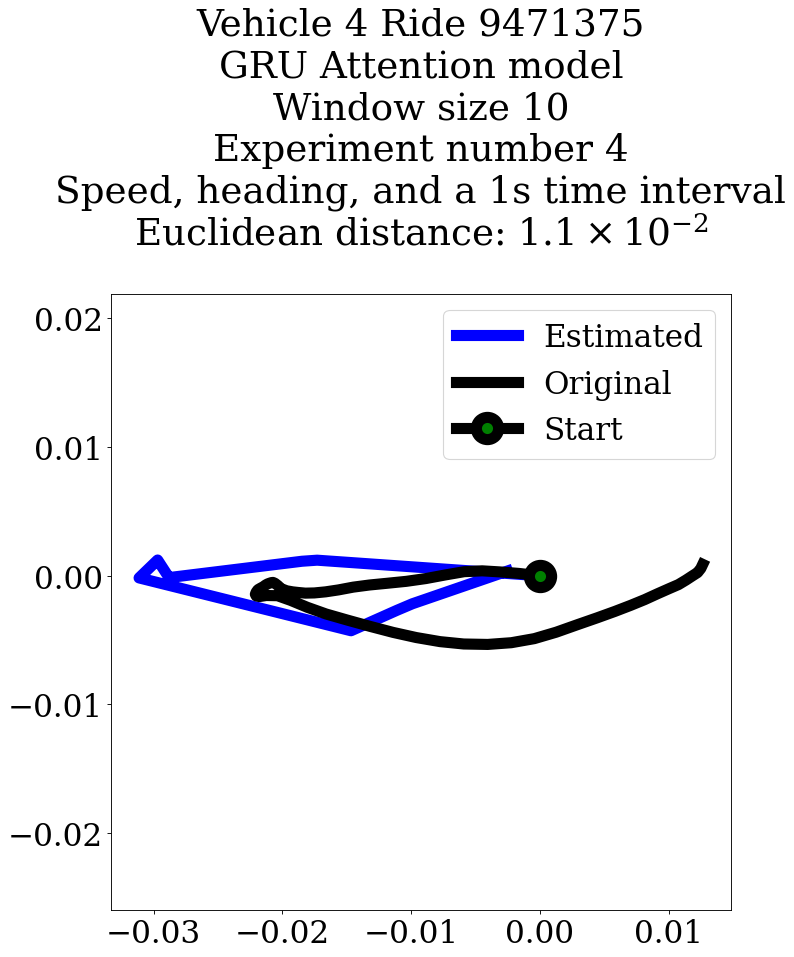 Vehicle 4 Ride 9471375
GRU Attention model
Window size 10
Experiment number 4
Speed, heading, and a 1s time interval
Euclidean distance: 1.1 × 10⁻²
Estimated
Original
Start
0.02
0.01
0.00
−0.01
−0.02
−0.03 −0.02 −0.01 0.00 0.01